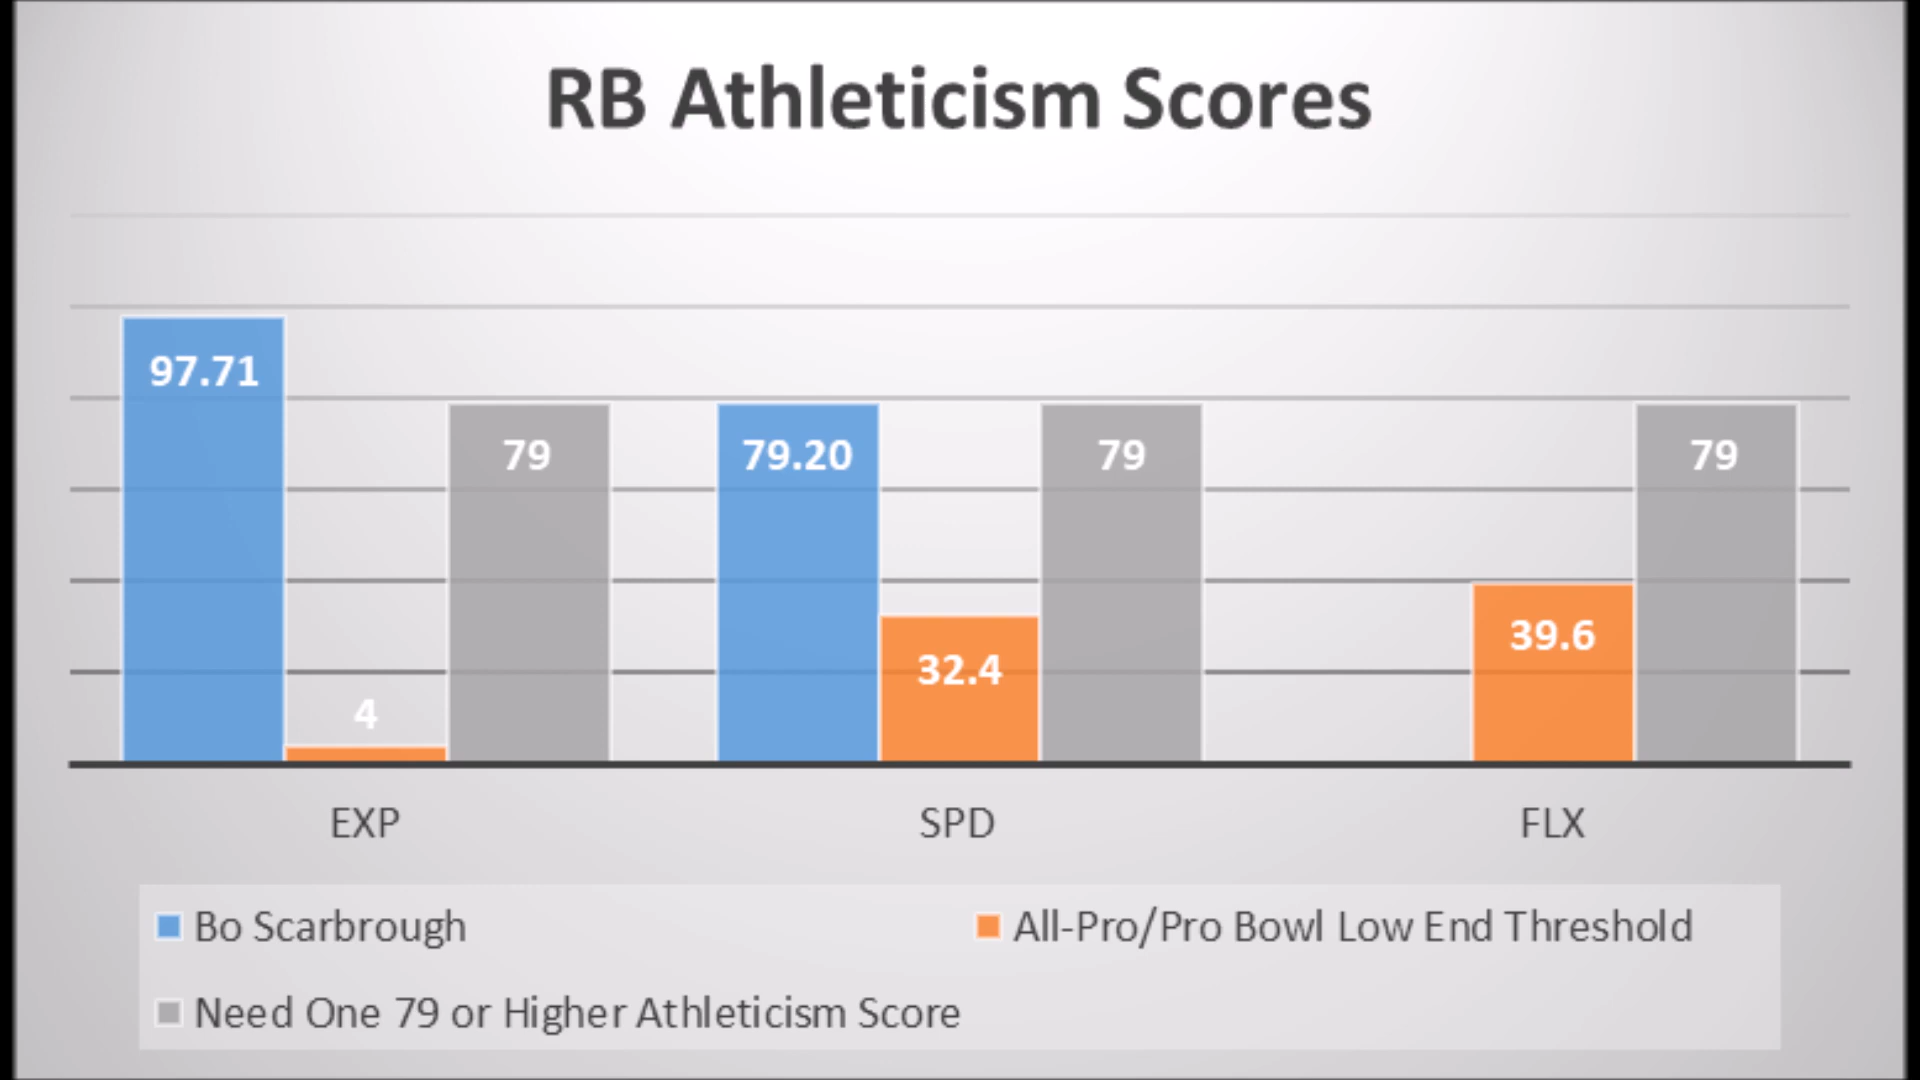 RB Athleticism Scores
97.71
4
79
79.20
32.4
79
39.6
79
EXP
SPD
FLX
Bo Scarbrough
All-Pro/Pro Bowl Low End Threshold
Need One 79 or Higher Athleticism Score